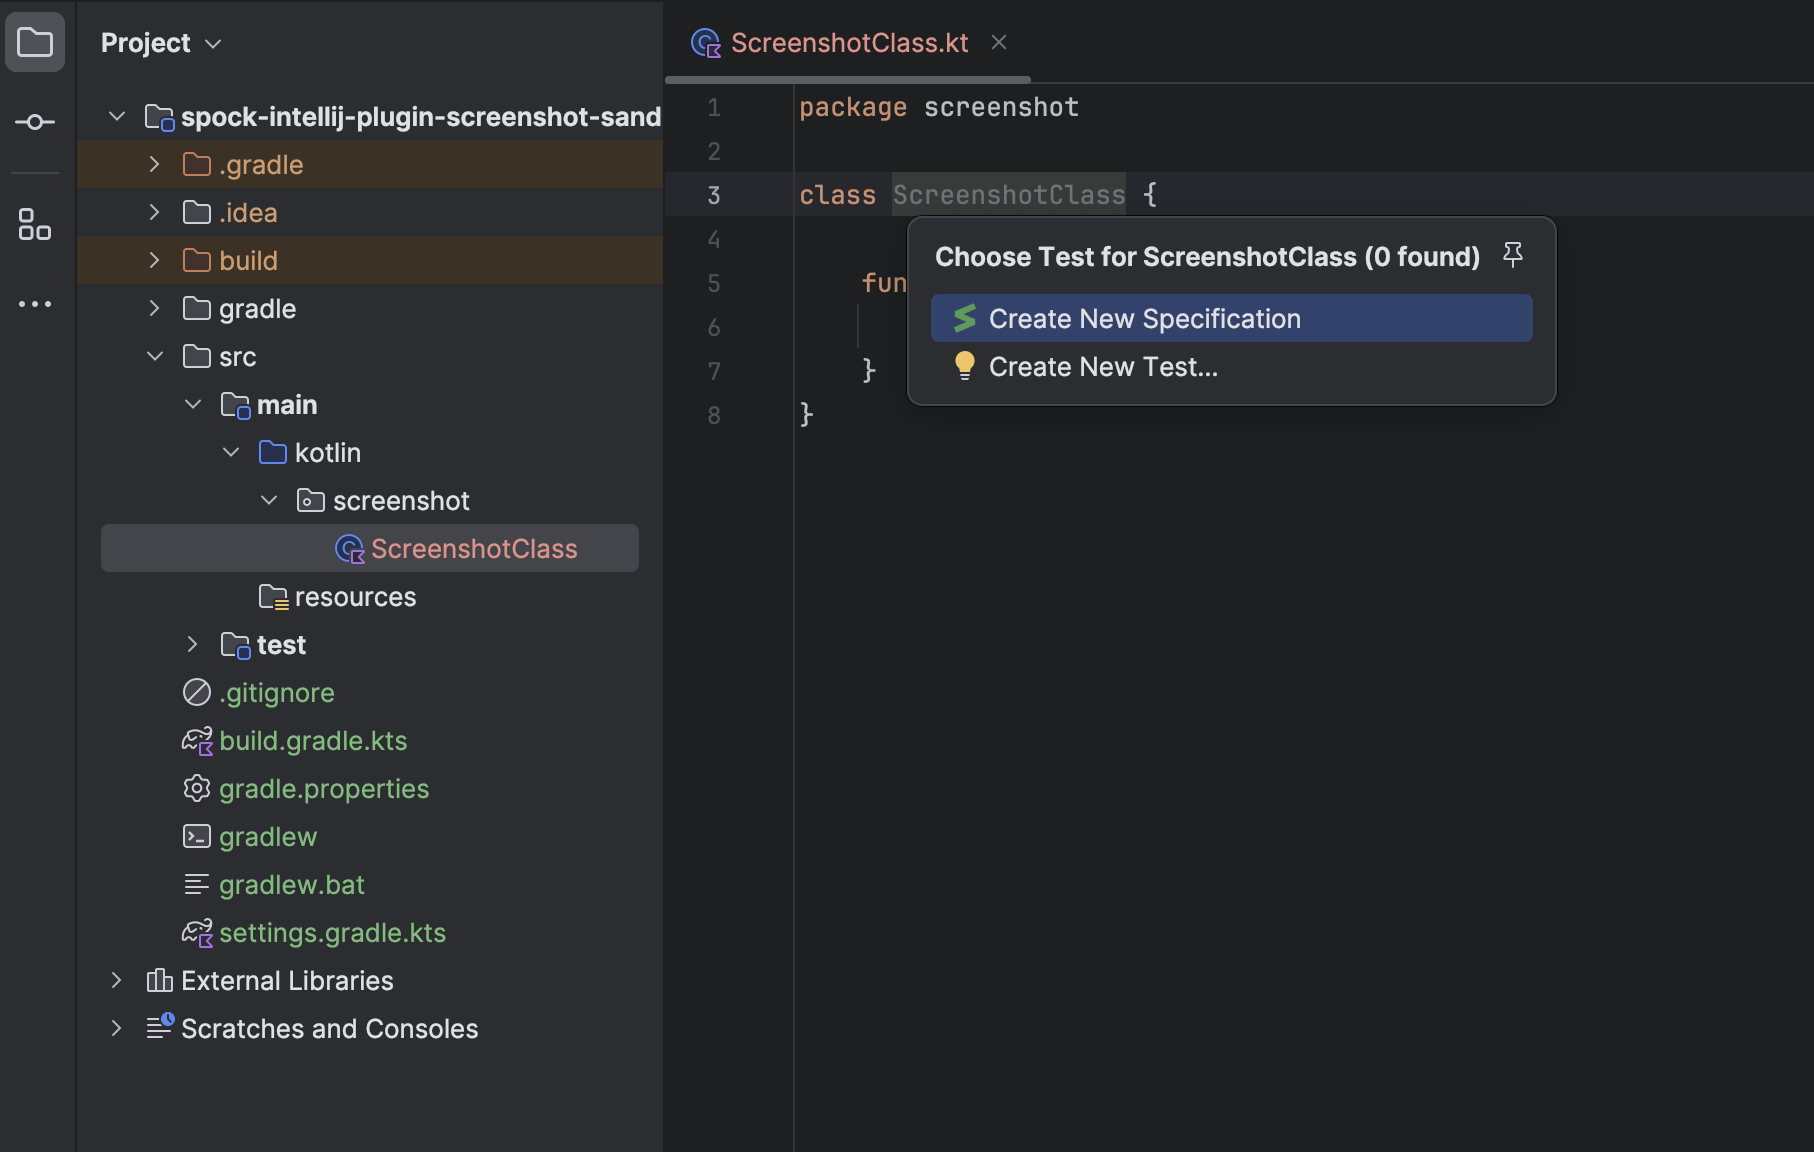 Project
spock-intellij-plugin-screenshot-sand
.gradle
.idea
build
gradle
src
main
kotlin
screenshot
ScreenshotClass
resources
test
.gitignore
build.gradle.kts
gradle.properties
gradlew
gradlew.bat
settings.gradle.kts
External Libraries
Scratches and Consoles
ScreenshotClass.kt
1 package screenshot
2
3 class ScreenshotClass {
4
5 fun
6
7 }
8 }
Choose Test for ScreenshotClass (0 found)
Create New Specification
Create New Test...